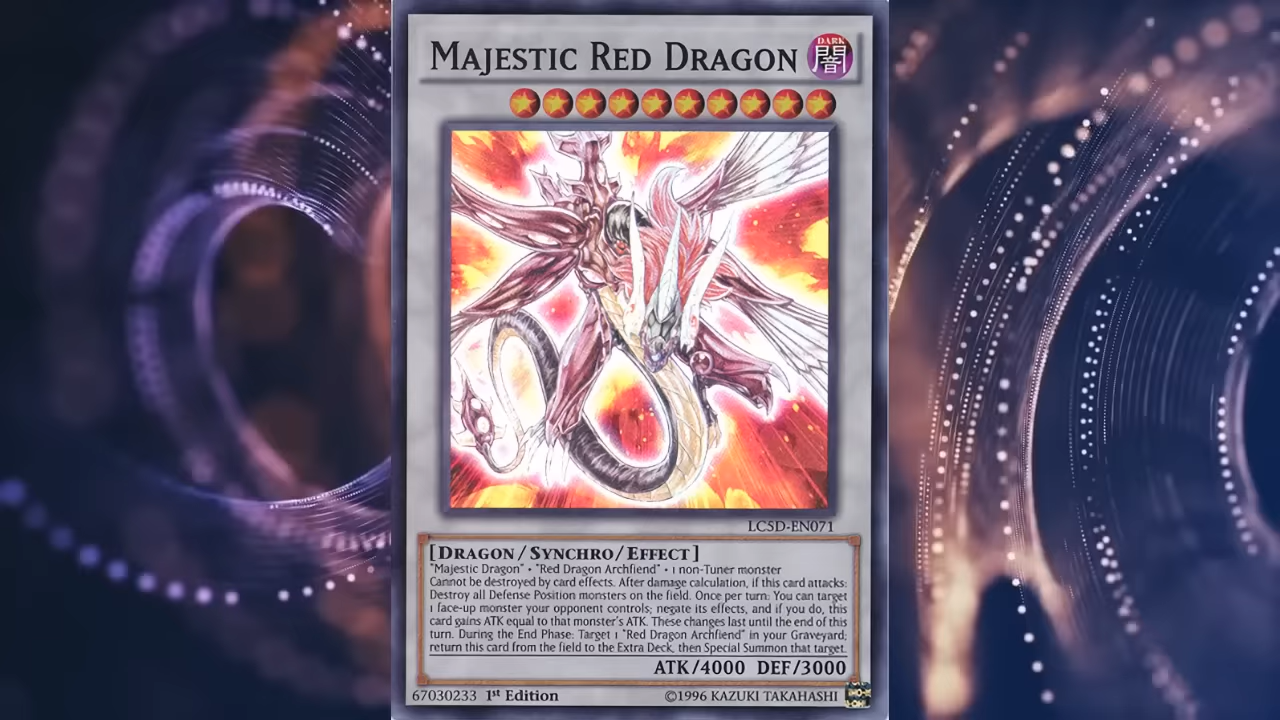 MAJESTIC RED DRAGON
DARK
闇
LC5D-EN071
[DRAGON/SYNCHRO/EFFECT]
"Majestic Dragon" + "Red Dragon Archfiend" + 1 non-Tuner monster
Cannot be destroyed by card effects. After damage calculation, if this card attacks:
Destroy all Defense Position monsters on the field. Once per turn: You can target
1 face-up monster your opponent controls; negate its effects, and if you do, this
card gains ATK equal to that monster's ATK. These changes last until the end of this
turn. During the End Phase: Target 1 "Red Dragon Archfiend" in your Graveyard;
return this card from the field to the Extra Deck, then Special Summon that target.
ATK/4000 DEF/3000
67030233 1st Edition ©1996 KAZUKI TAKAHASHI